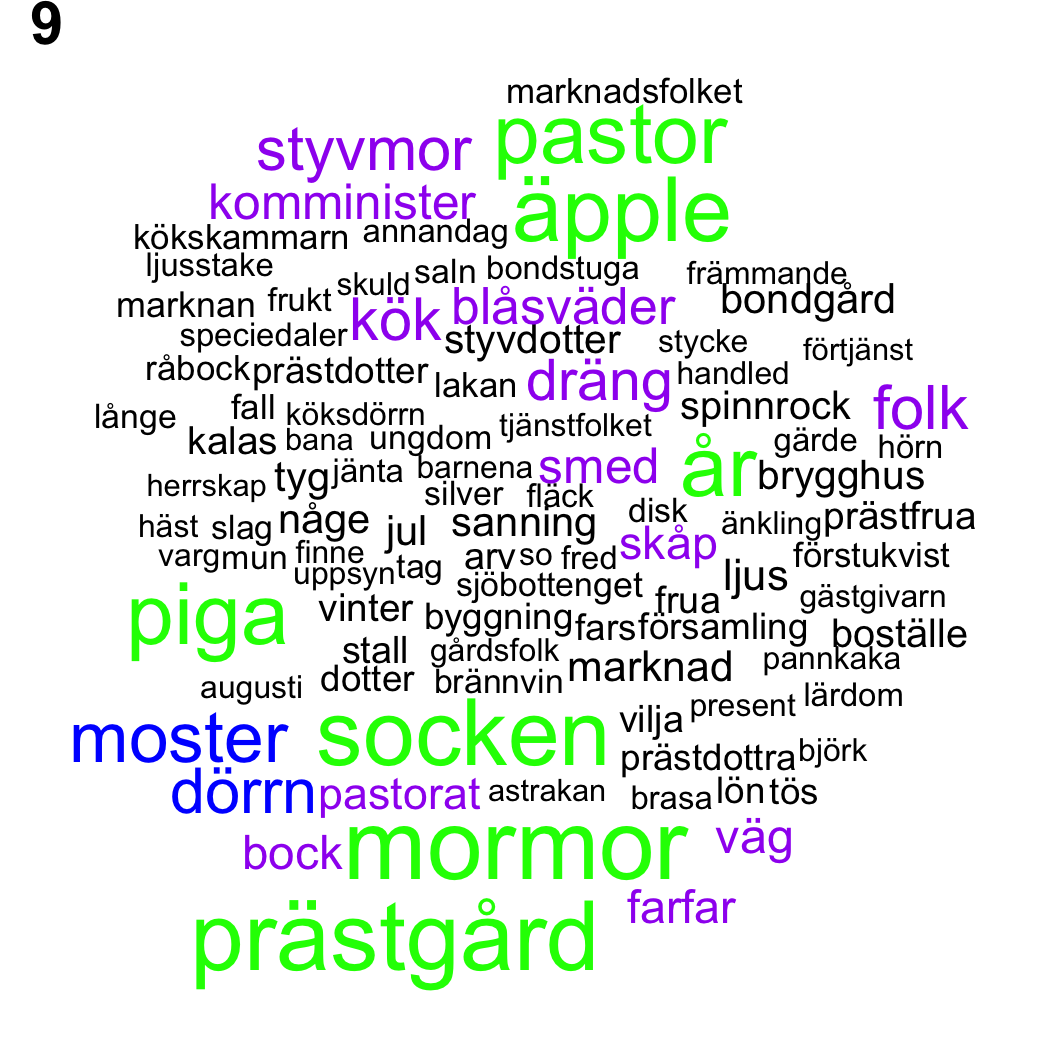 9
marknadsfolket
styvmor pastor
komminister äpple
kökskammarn annandag
ljusstake skuld saln bondstuga främmande
marknan frukt kök blåsväder bondgård
speciedaler styvdotter stycke förtjänst
råbock prästdotter lakan dräng handled
långe fall köksdörrn tjänstfolket spinnrock folk
kalas bana ungdom gärde hörn
herrskap tyg jänta barnena smed år brygghus
silver fläck disk
häst slag någe jul sanning änkling prästfrua
varg mun finne arv so fred skåp förstukvist
uppsyn tag sjöbottenget ljus
piga vinter byggning frua gästgivarn
fars församling boställe
stall gårdsfolk marknad pannkaka
augusti dotter brännvin present lärdom
moster socken vilja
prästdottra björk
dörrn pastorat astrakan brasa lön tös
bock mormor väg
prästgård farfar